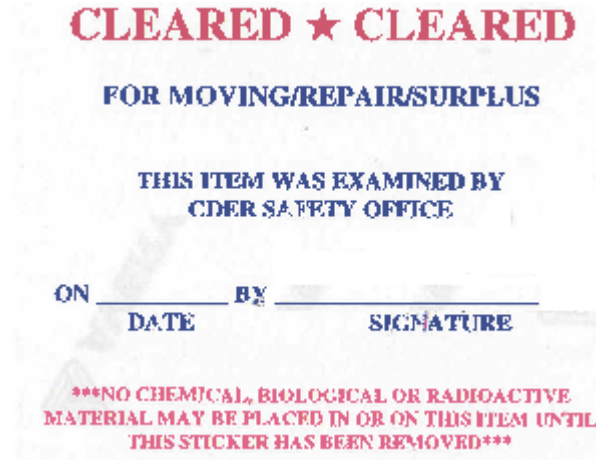 CLEARED ★ CLEARED
FOR MOVING/REPAIR/SURPLUS
THIS ITEM WAS EXAMINED BY
CDER SAFETY OFFICE
ON ____________ BY ________________________
DATE SIGNATURE
***NO CHEMICAL, BIOLOGICAL OR RADIOACTIVE
MATERIAL MAY BE PLACED IN OR ON THIS ITEM UNTIL
THIS STICKER HAS BEEN REMOVED***